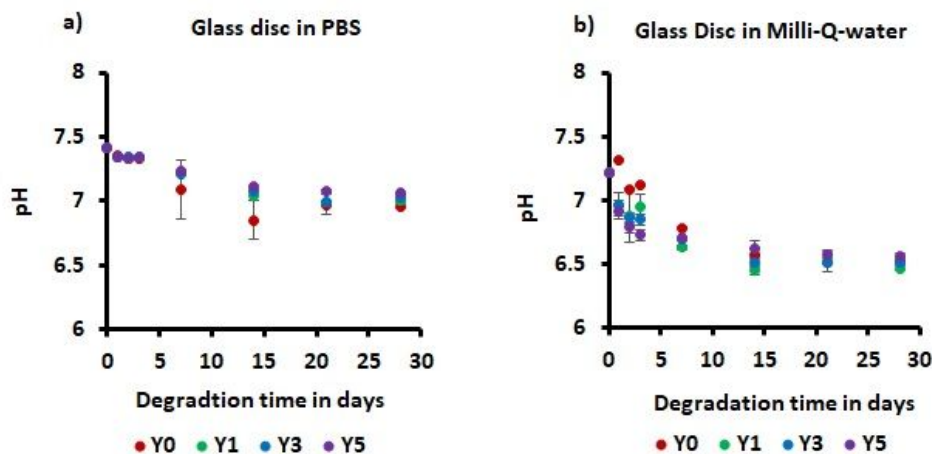 a) Glass disc in PBS
8
7.5
7
6.5
6
pH
0 5 10 15 20 25 30
Degradtion time in days
Y0 Y1 Y3 Y5
b) Glass Disc in Milli-Q-water
8
7.5
7
6.5
6
pH
0 5 10 15 20 25 30
Degradation time in days
Y0 Y1 Y3 Y5